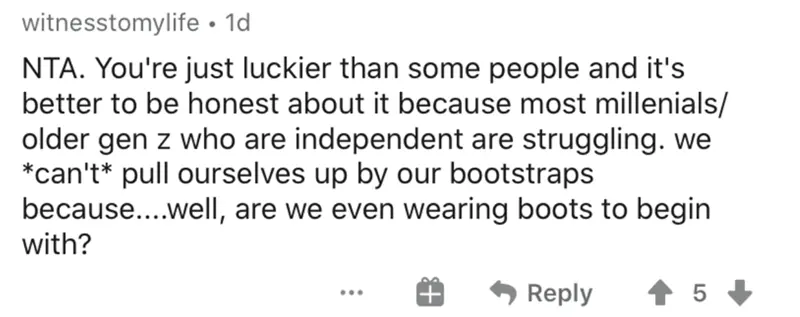 witnesstomylife • 1d
NTA. You're just luckier than some people and it's
better to be honest about it because most millenials/
older gen z who are independent are struggling. we
*can't* pull ourselves up by our bootstraps
because....well, are we even wearing boots to begin
with?
... Reply 5